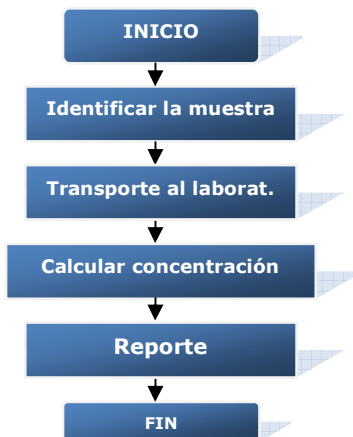 INICIO
Identificar la muestra
Transporte al laborat.
Calcular concentración
Reporte
FIN